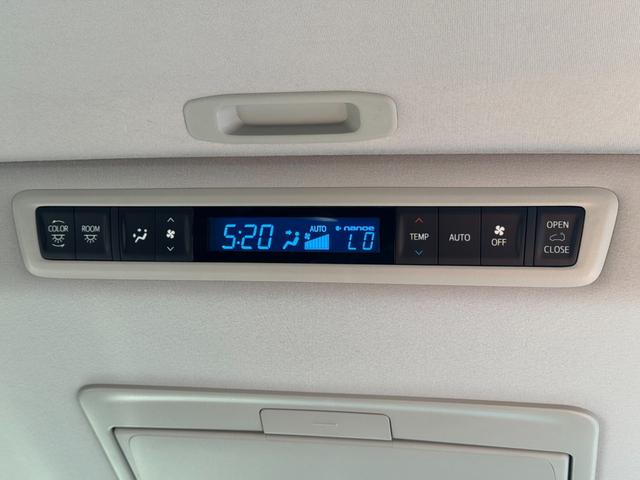 COLOR
ROOM
5:20
AUTO
nanoe
LO
TEMP
AUTO
OFF
OPEN
CLOSE